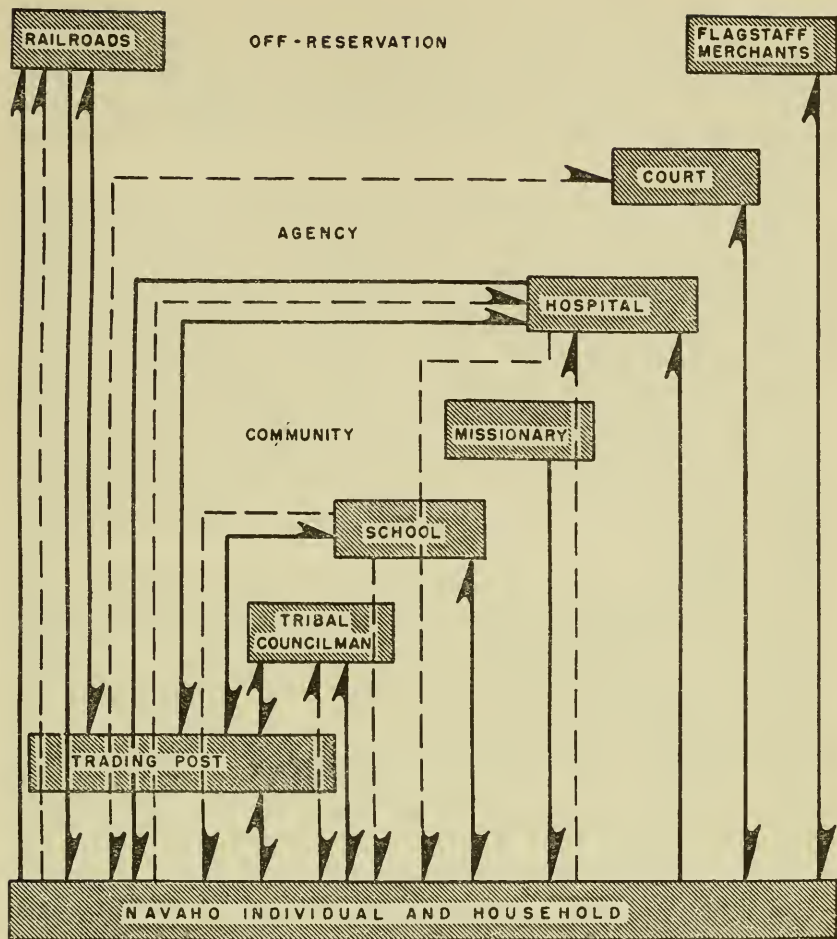 RAILROADS
OFF-RESERVATION
FLAGSTAFF
MERCHANTS
COURT
AGENCY
HOSPITAL
COMMUNITY
MISSIONARY
SCHOOL
TRIBAL
COUNCILMAN
TRADING POST
NAVAHO INDIVIDUAL AND HOUSEHOLD